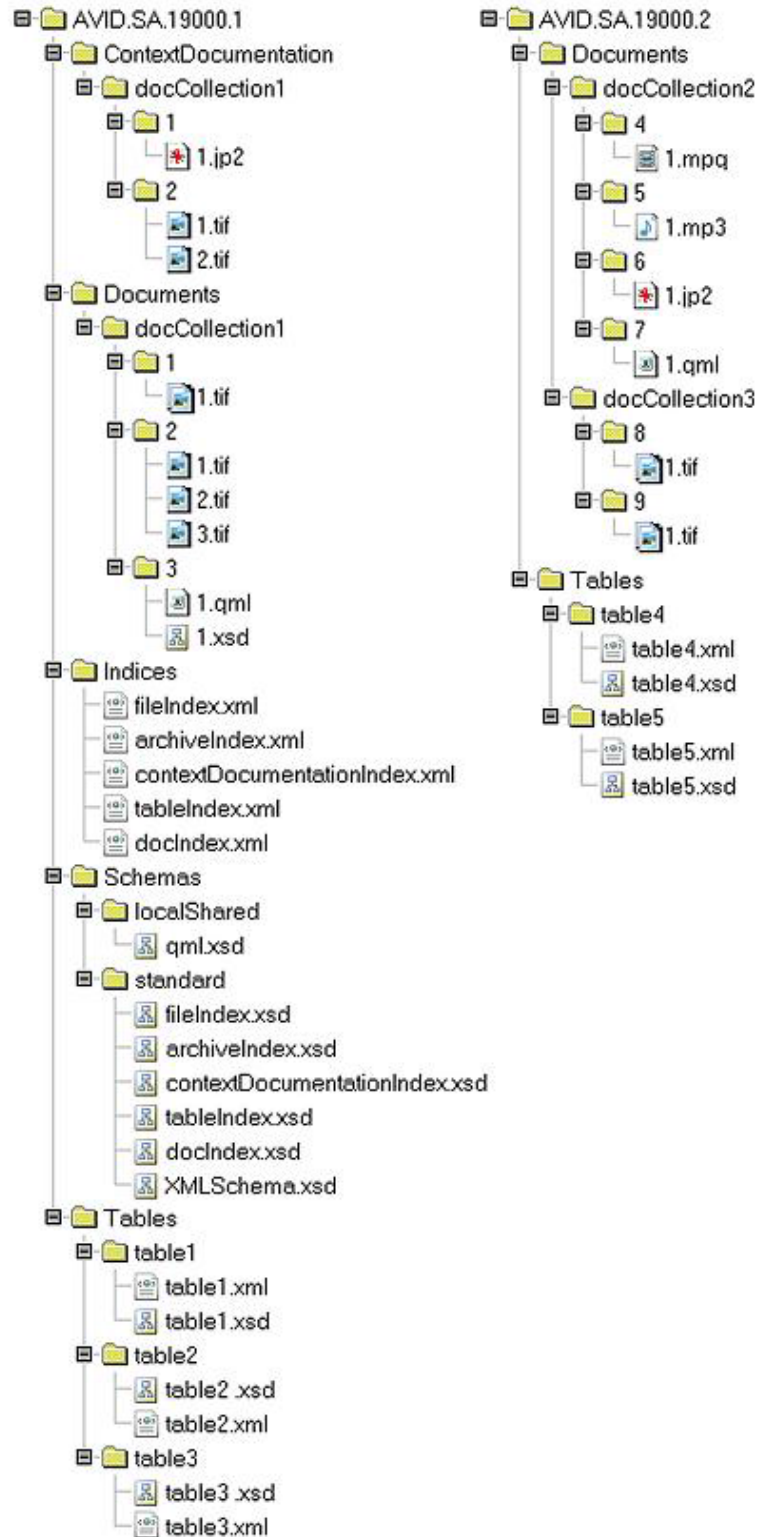 AVID.SA.19000.1
ContextDocumentation
docCollection1
1
1.jp2
2
1.tif
2.tif
Documents
docCollection1
1
1.tif
2
1.tif
2.tif
3.tif
3
1.qml
1.xsd
Indices
fileIndex.xml
archiveIndex.xml
contextDocumentationIndex.xml
tableIndex.xml
docIndex.xml
Schemas
localShared
qml.xsd
standard
fileIndex.xsd
archiveIndex.xsd
contextDocumentationIndex.xsd
tableIndex.xsd
docIndex.xsd
XMLSchema.xsd
Tables
table1
table1.xml
table1.xsd
table2
table2 .xsd
table2.xml
table3
table3 .xsd
table3.xml
AVID.SA.19000.2
Documents
docCollection2
4
1.mpq
5
1.mp3
6
1.jp2
7
1.qml
docCollection3
8
1.tif
9
1.tif
Tables
table4
table4.xml
table4.xsd
table5
table5.xml
table5.xsd